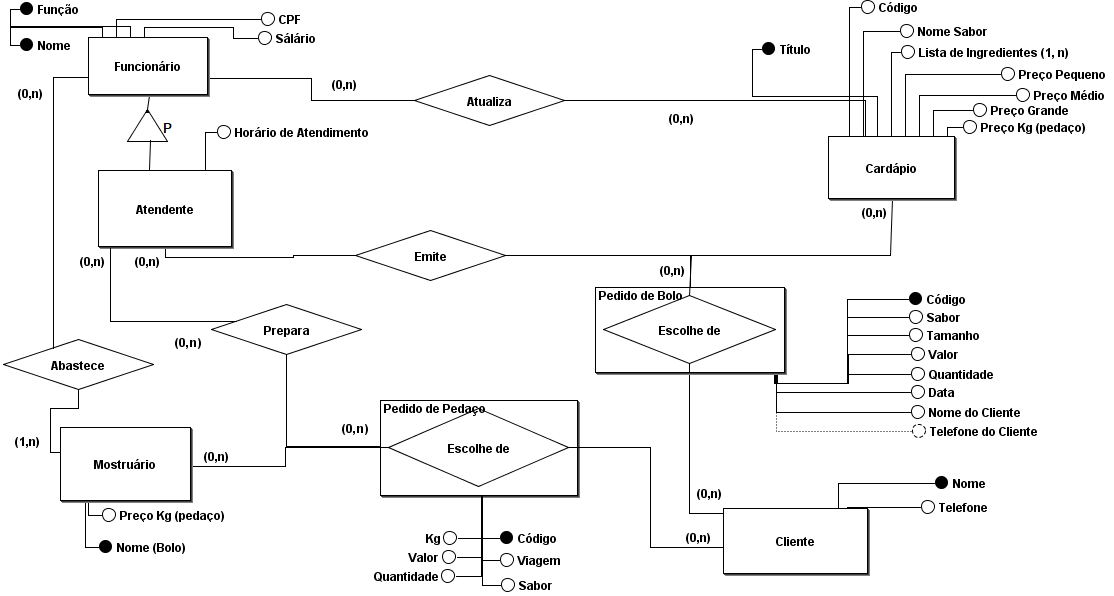 Função
CPF
Nome
Sálário
Funcionário
(0,n)
(0,n)
Atualiza
(0,n)
Código
Nome Sabor
Título
Lista de Ingredientes (1, n)
Preço Pequeno
Preço Médio
Preço Grande
Preço Kg (pedaço)
Cardápio
(0,n)
P
Horário de Atendimento
Atendente
(0,n)
(0,n)
Emite
(0,n)
Pedido de Bolo
Escolhe de
Código
Sabor
Tamanho
Valor
Quantidade
Data
Nome do Cliente
Telefone do Cliente
Prepara
(0,n)
Abastece
(1,n)
Mostruário
(0,n)
Preço Kg (pedaço)
Nome (Bolo)
(0,n)
Pedido de Pedaço
Escolhe de
Kg
Código
Valor
Viagem
Quantidade
Sabor
(0,n)
(0,n)
Nome
Telefone
Cliente